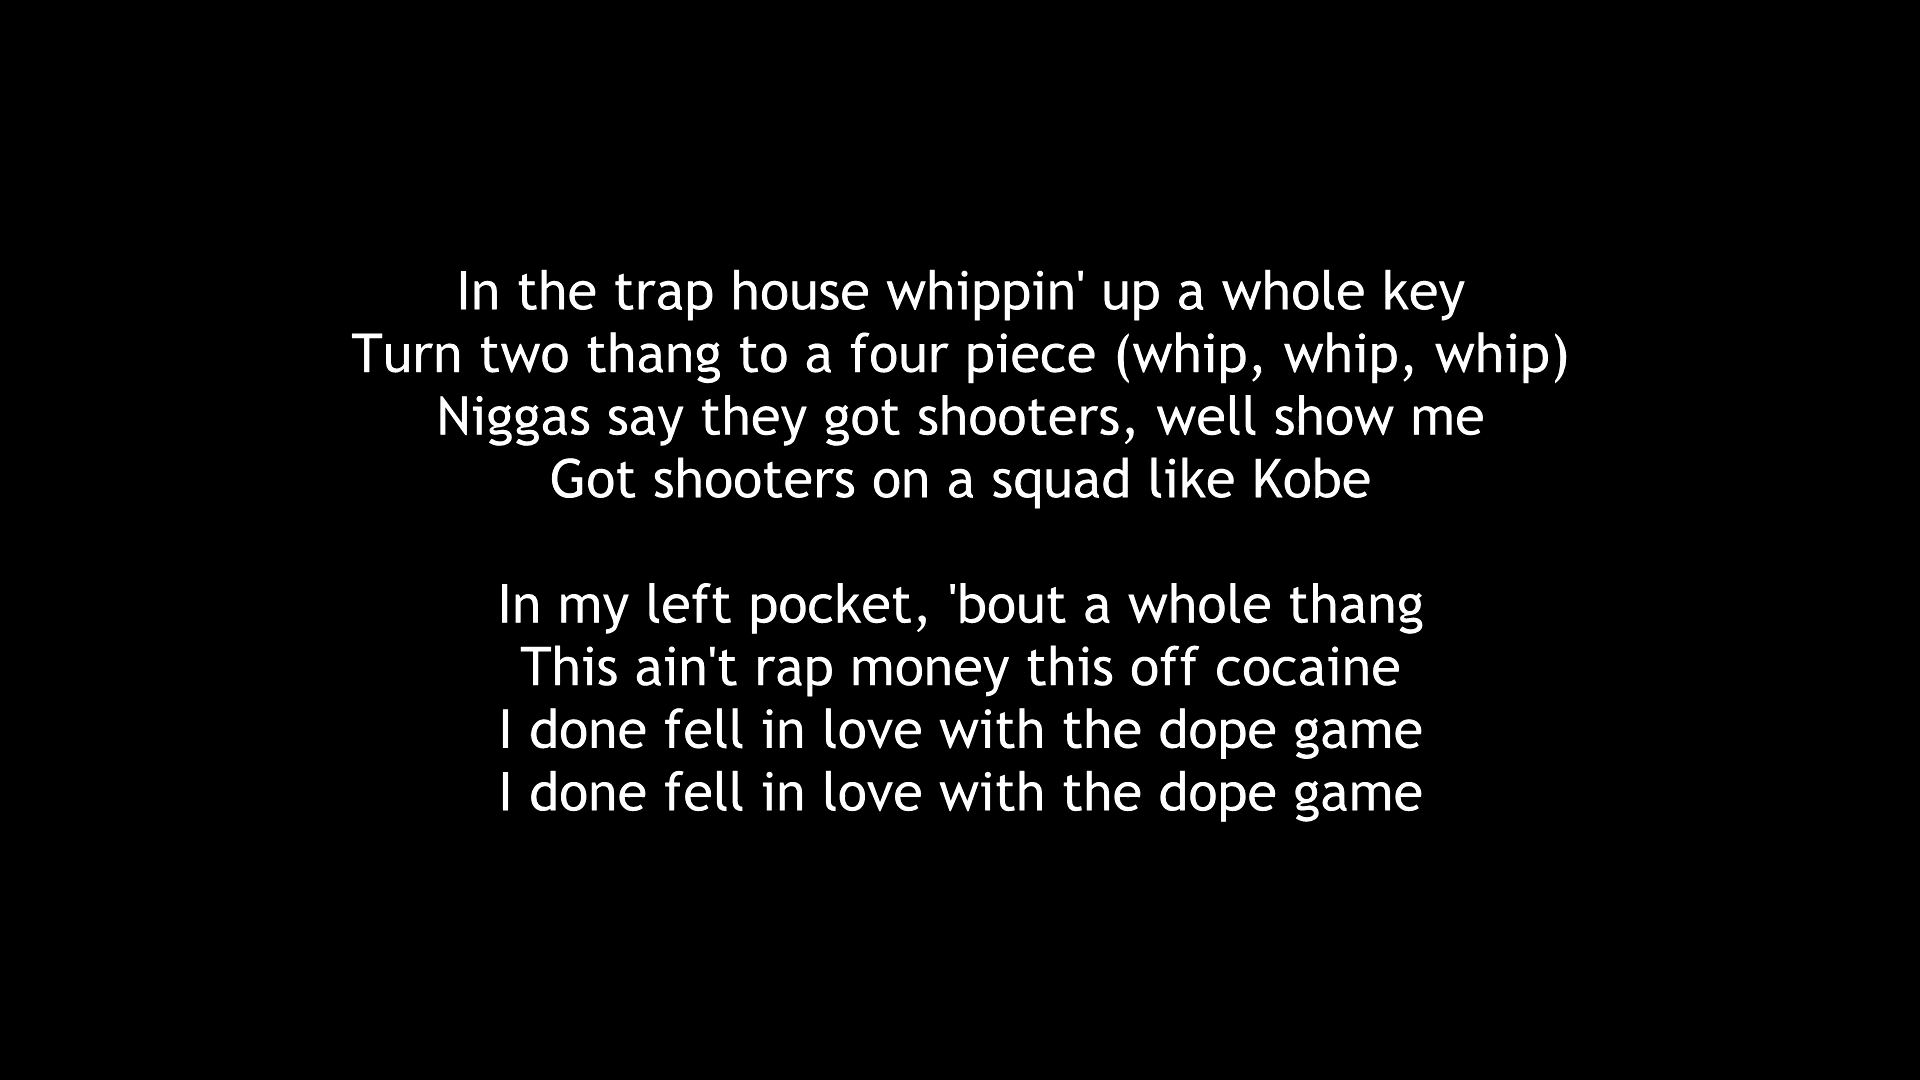 In the trap house whippin' up a whole key
Turn two thang to a four piece (whip, whip, whip)
Niggas say they got shooters, well show me
Got shooters on a squad like Kobe
In my left pocket, 'bout a whole thang
This ain't rap money this off cocaine
I done fell in love with the dope game
I done fell in love with the dope game